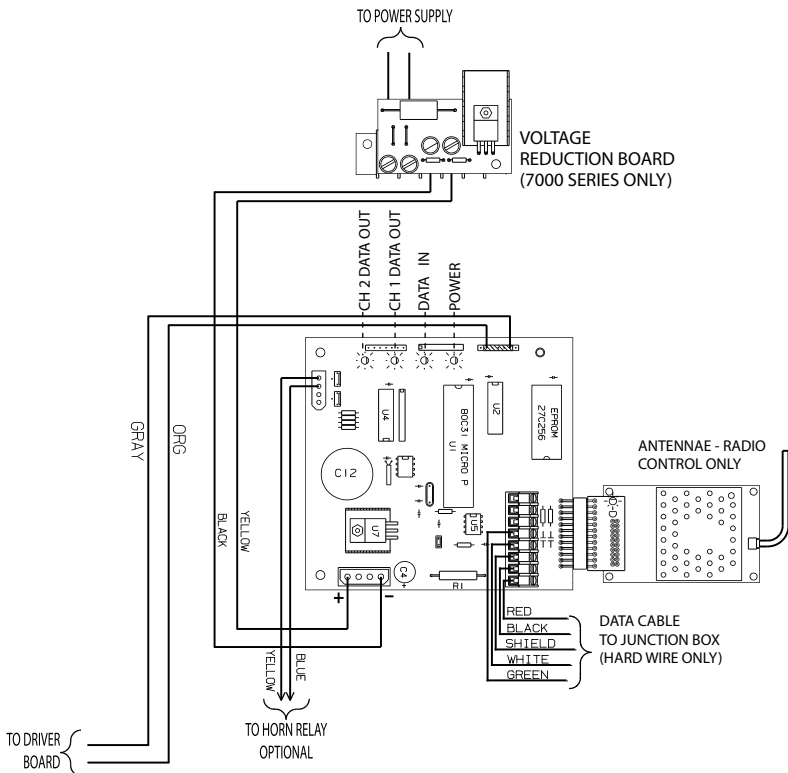 TO POWER SUPPLY
VOLTAGE
REDUCTION BOARD
(7000 SERIES ONLY)
CH 2 DATA OUT
CH 1 DATA OUT
DATA IN
POWER
GRAY
ORG
BLACK
YELLOW
U4
80C31 MICRO P
U1
U2
EPROM
27C256
C12
U7
U5
C4
+
R1
+
-
D-D
ANTENNAE - RADIO
CONTROL ONLY
RED
BLACK
SHIELD
WHITE
GREEN
DATA CABLE
TO JUNCTION BOX
(HARD WIRE ONLY)
YELLOW
BLUE
TO HORN RELAY
OPTIONAL
TO DRIVER
BOARD